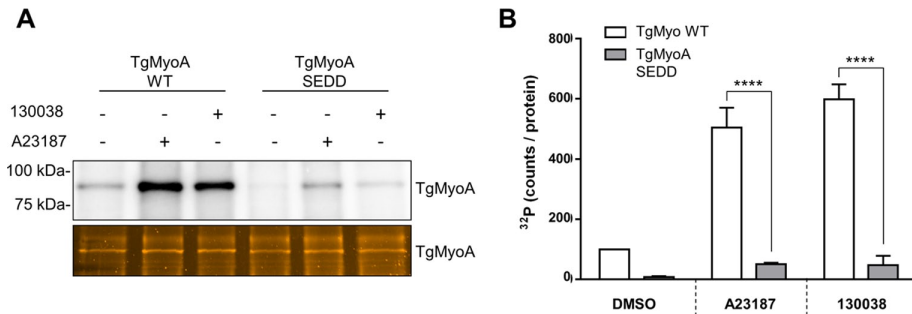 A
TgMyoA
WT
TgMyoA
SEDD
130038 - - + - - +
A23187 - + - - + -
100 kDa-
75 kDa-
TgMyoA
TgMyoA
B
TgMyo WT
TgMyoA
SEDD
32P (counts / protein)
800
600
400
200
0
****
****
DMSO
A23187
130038